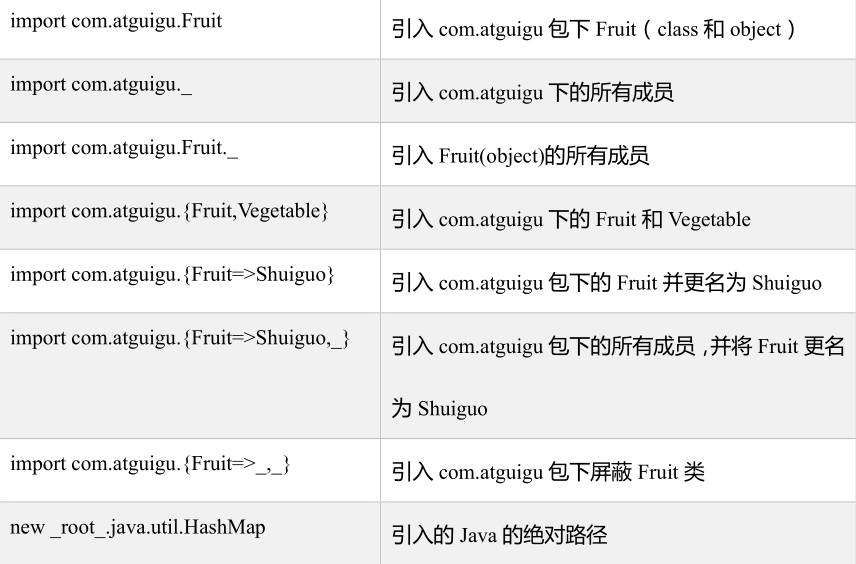 import com.atguigu.Fruit
引入 com.atguigu 包下 Fruit（class 和 object）
import com.atguigu._
引入 com.atguigu 下的所有成员
import com.atguigu.Fruit._
引入 Fruit(object)的所有成员
import com.atguigu.{Fruit,Vegetable}
引入 com.atguigu 下的 Fruit 和 Vegetable
import com.atguigu.{Fruit=>Shuiguo}
引入 com.atguigu 包下的 Fruit 并更名为 Shuiguo
import com.atguigu.{Fruit=>Shuiguo,_}
引入 com.atguigu 包下的所有成员，并将 Fruit 更名
为 Shuiguo
import com.atguigu.{Fruit=>_,_}
引入 com.atguigu 包下屏蔽 Fruit 类
new _root_.java.util.HashMap
引入的 Java 的绝对路径